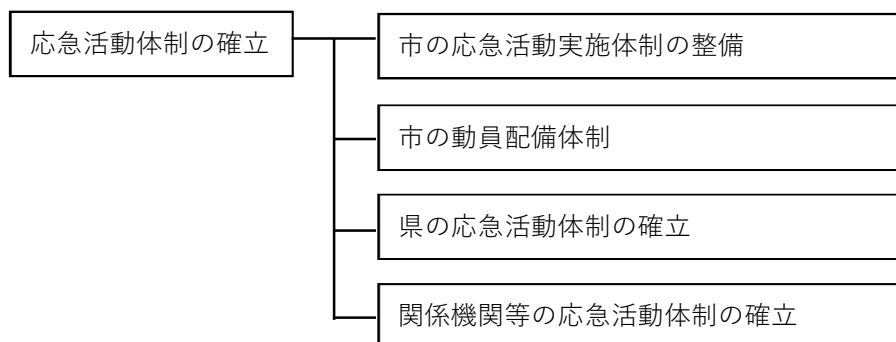 応急活動体制の確立
市の応急活動実施体制の整備
市の動員配備体制
県の応急活動体制の確立
関係機関等の応急活動体制の確立